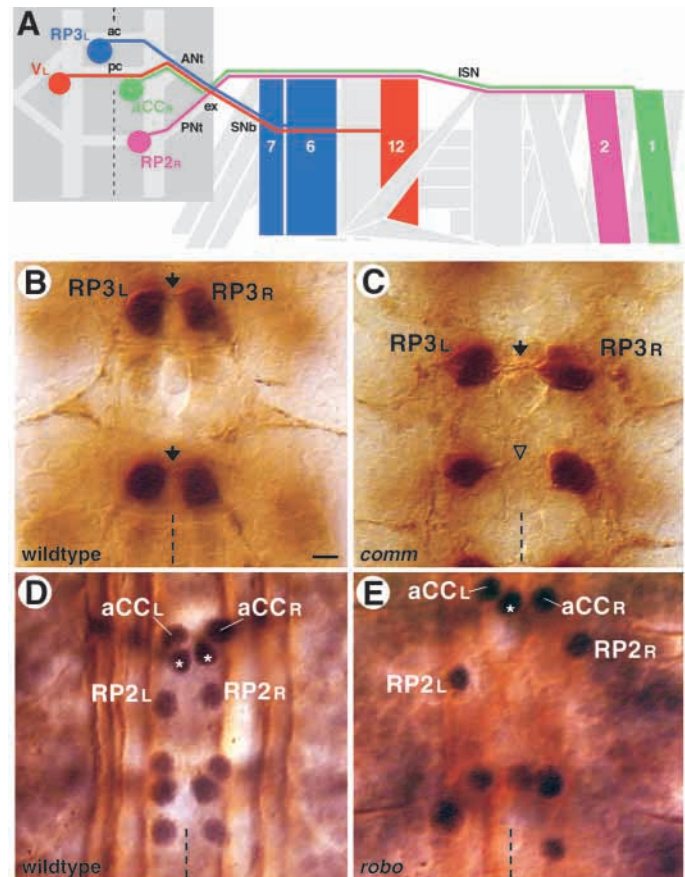 A
RP3L
ac
ANt
VL
pc
aCCR
ex
ISN
PNt
SNb
RP2R
7
6
12
2
1
B
RP3L
RP3R
wildtype
C
RP3L
RP3R
comm
D
aCCL
aCCR
*
*
RP2L
RP2R
wildtype
E
aCCL
aCCR
*
RP2L
RP2R
robo